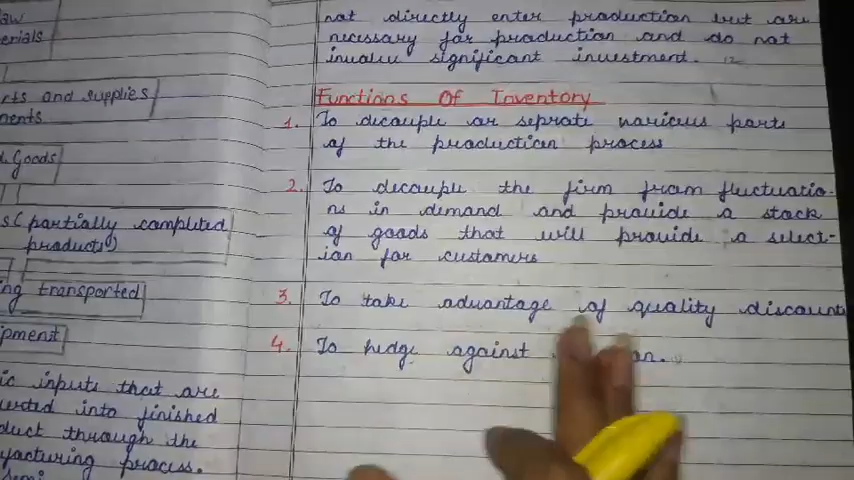 aw
erials
rts and supplies
nents
d Goods
s (partially completed
products)
ng transported
ipment
ic inputs that are
erted into finished
duct through the
facturing process.
not directly enter production but are
necessary for production and do not
involve significant investment.
Functions Of Inventory
1. To decouple or seprate various parts
of the production process
2. To decouple the firm from fluctuatio-
ns in demand and provide a stock
of goods that will provide a select-
ion for customers
3. To take advantage of quality discount
4. To hedge against